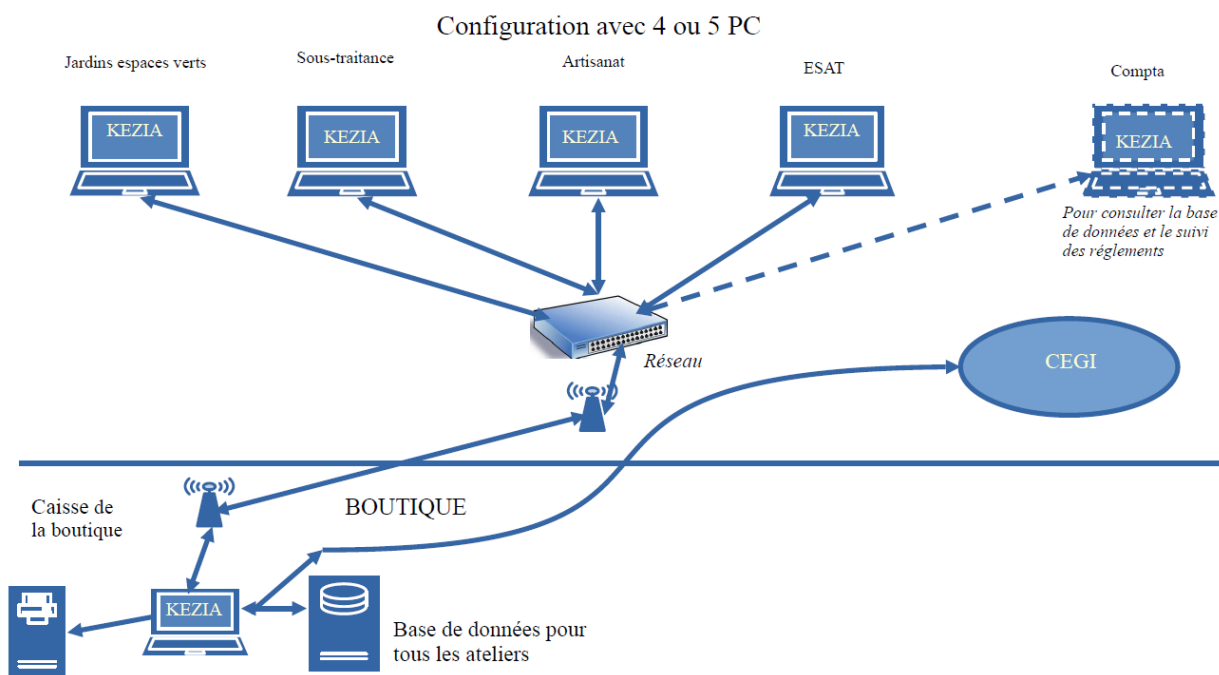 Configuration avec 4 ou 5 PC
Jardins espaces verts
Sous-traitance
Artisanat
ESAT
Compta
KEZIA
KEZIA
KEZIA
KEZIA
KEZIA
Pour consulter la base
de données et le suivi
des réglements
Réseau
CEGI
Caisse de
la boutique
BOUTIQUE
KEZIA
Base de données pour
tous les ateliers